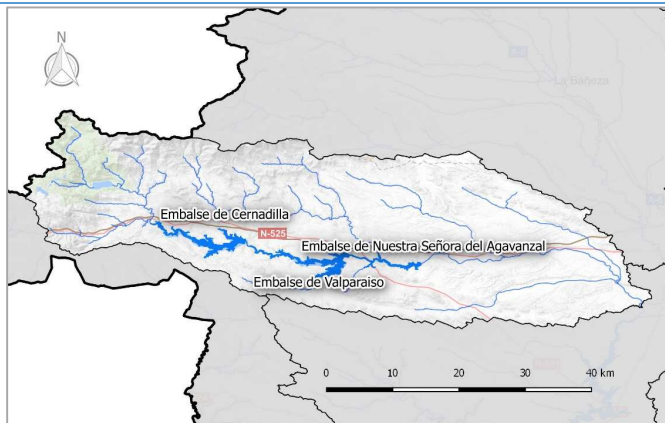 N
La Bañeza
Embalse de Cernadilla
N-525
Embalse de Nuestra Señora del Agavanzal
Embalse de Valparaiso
0 10 20 30 40 km